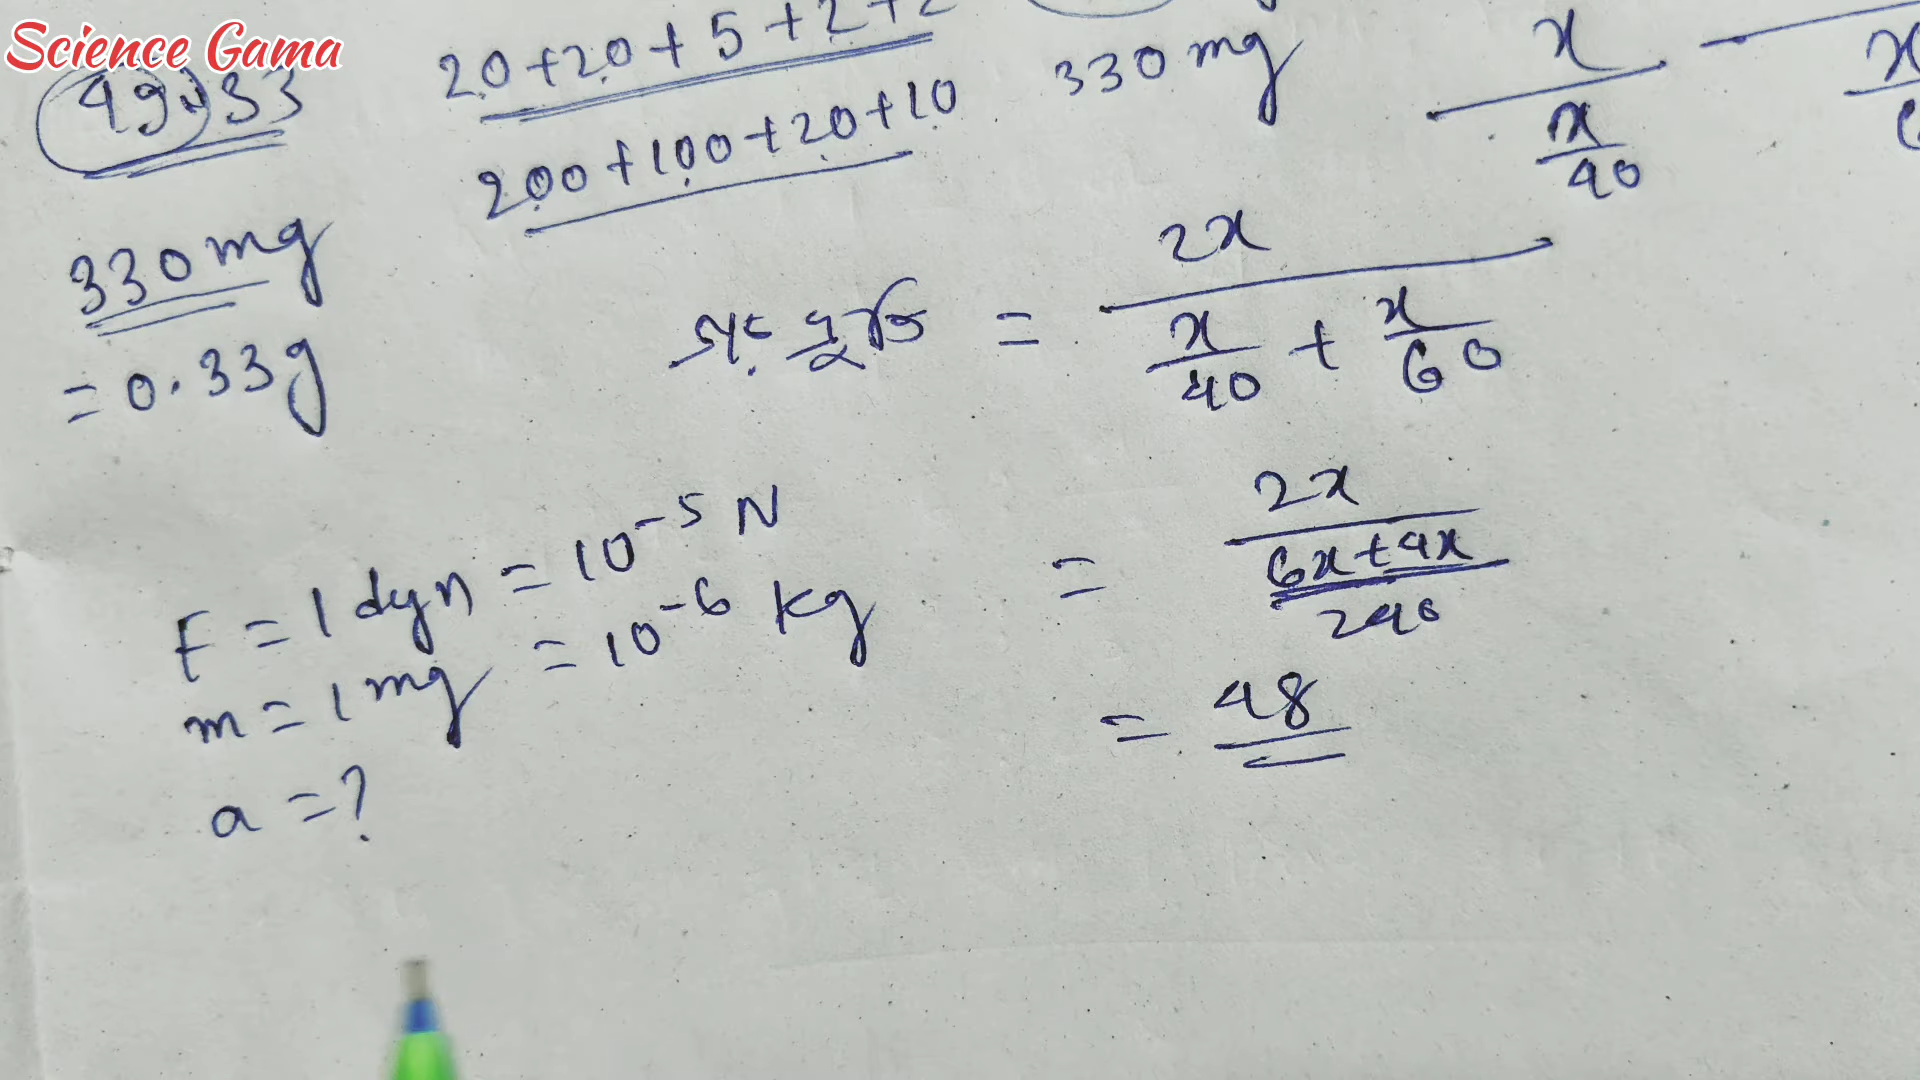 Science Gama
49.33
20+20+5+2+2
200+100+20+10
330 mg
x
x
40
330 mg
= 0.33g
= 2x
x/40 + x/60
F = 1 dyn = 10⁻⁵ N
m = 1 mg = 10⁻⁶ kg
a = ?
= 2x
6x+4x
240
= 48